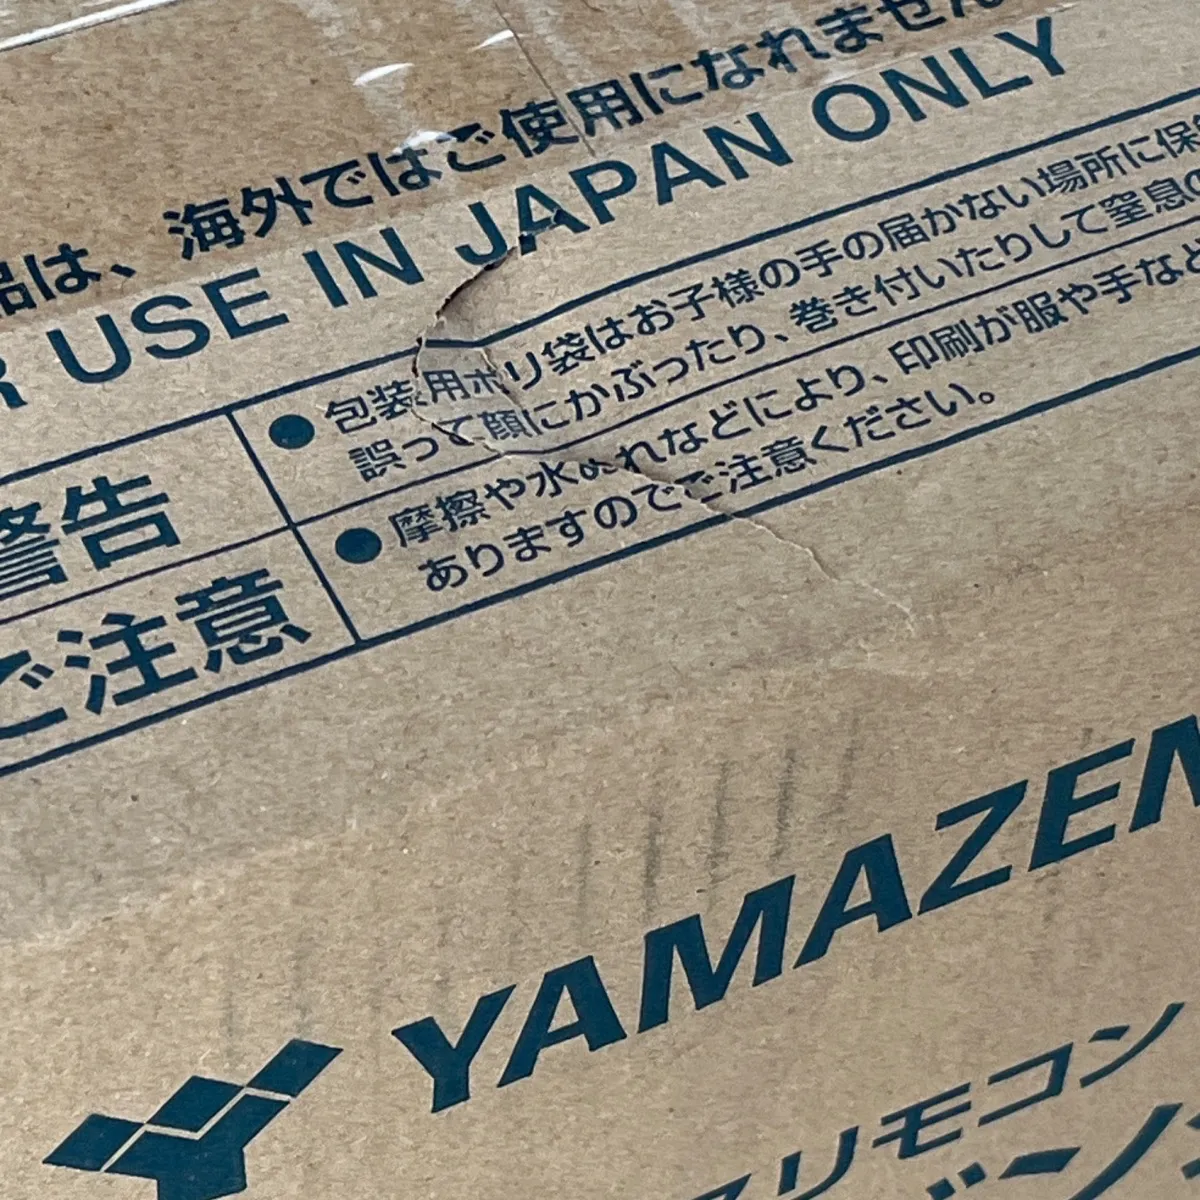 品は、海外ではご使用になれません
R USE IN JAPAN ONLY
警告
● 包装用ポリ袋はお子様の手の届かない場所に保
誤って顔にかぶったり、巻き付いたりして窒息の
ご注意
● 摩擦や水ぬれなどにより、印刷が服や手など
ありますのでご注意ください。
YAMAZEN
リモコン